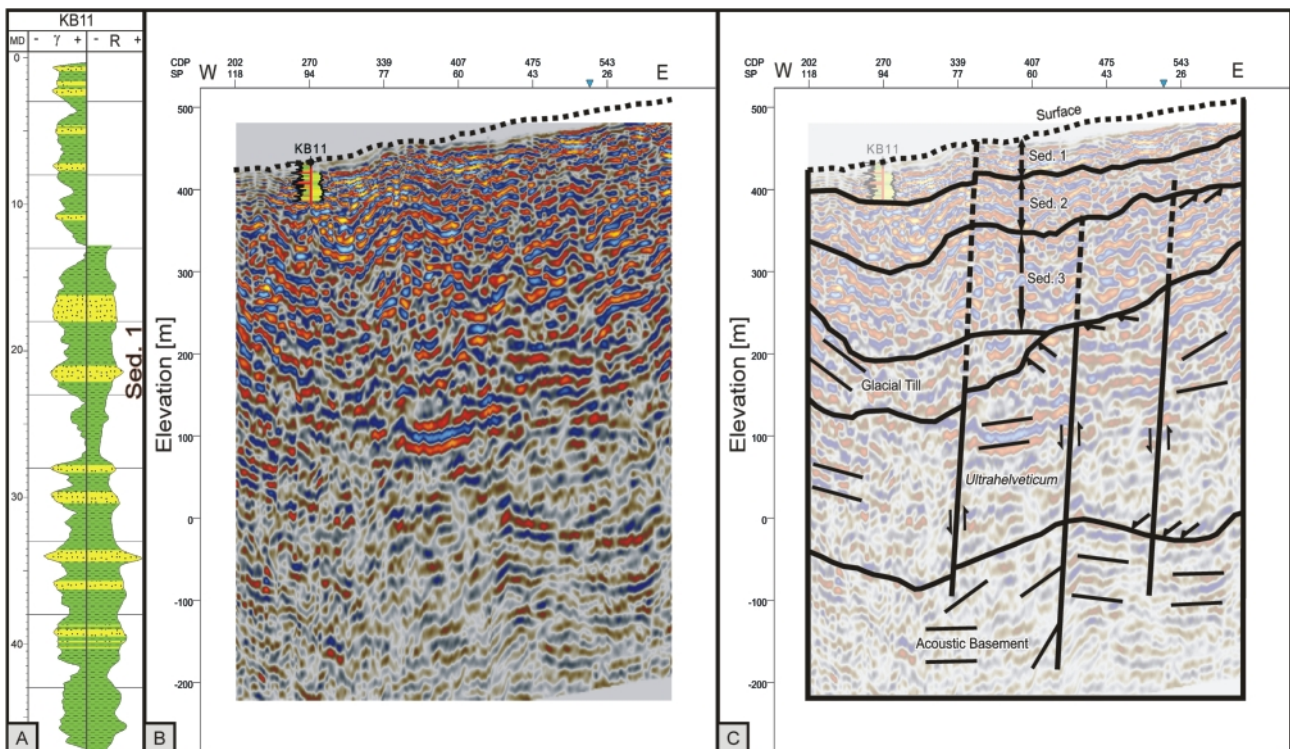 KB11
MD - γ + - R +
0
10
20
30
40
Sed. 1
A
CDP 202 270 339 407 475 543
SP 118 94 77 60 43 26
W E
KB11
500
400
300
200
100
0
-100
-200
Elevation [m]
B
CDP 202 270 339 407 475 543
SP 118 94 77 60 43 26
W E
Surface
KB11
Sed. 1
Sed. 2
Sed. 3
Glacial Till
Ultrahelveticum
Acoustic Basement
500
400
300
200
100
0
-100
-200
Elevation [m]
C